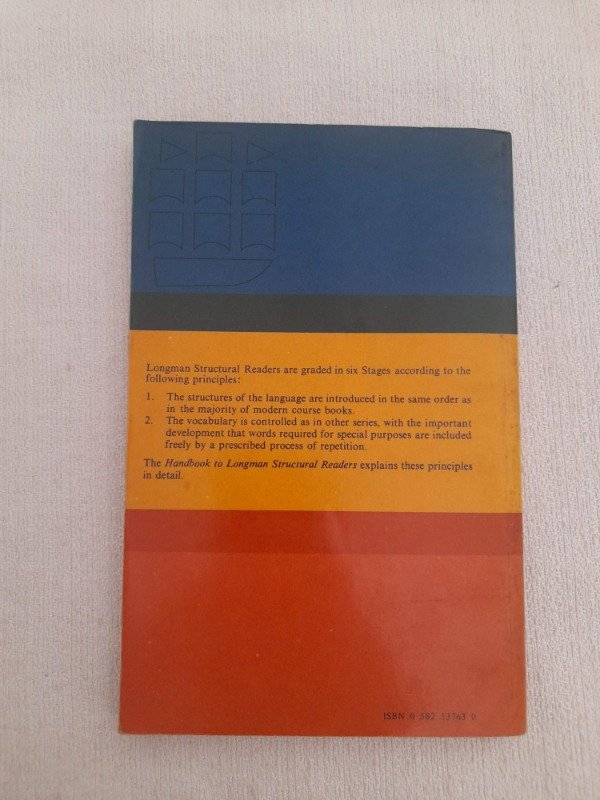 Longman Structural Readers are graded in six Stages according to the
following principles:
1. The structures of the language are introduced in the same order as
in the majority of modern course books.
2. The vocabulary is controlled as in other series, with the important
development that words required for special purposes are included
freely by a prescribed process of repetition.
The Handbook to Longman Structural Readers explains these principles
in detail.
ISBN 0 582 53763 0